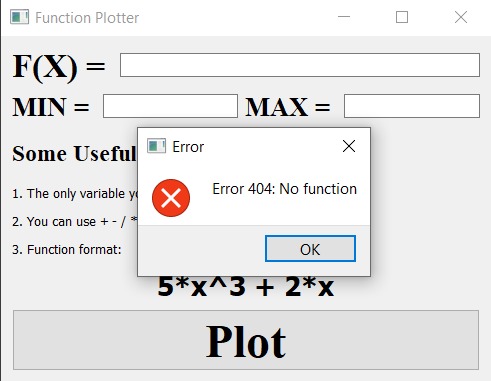 Function Plotter
F(X) =
MIN = MAX =
Error
Some Useful
Error 404: No function
1. The only variable
2. You can use + - / *
3. Function format:
OK
5*x^3 + 2*x
Plot